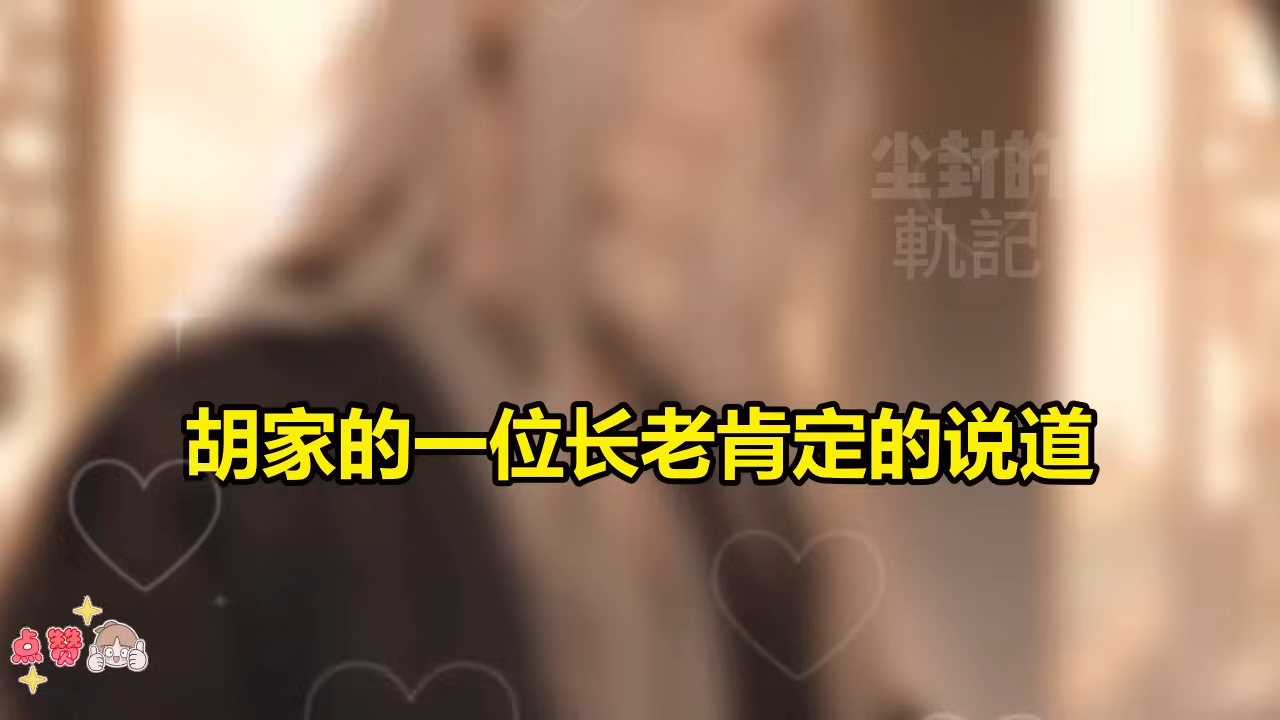 尘封的
軌記
胡家的一位长老肯定的说道
点赞